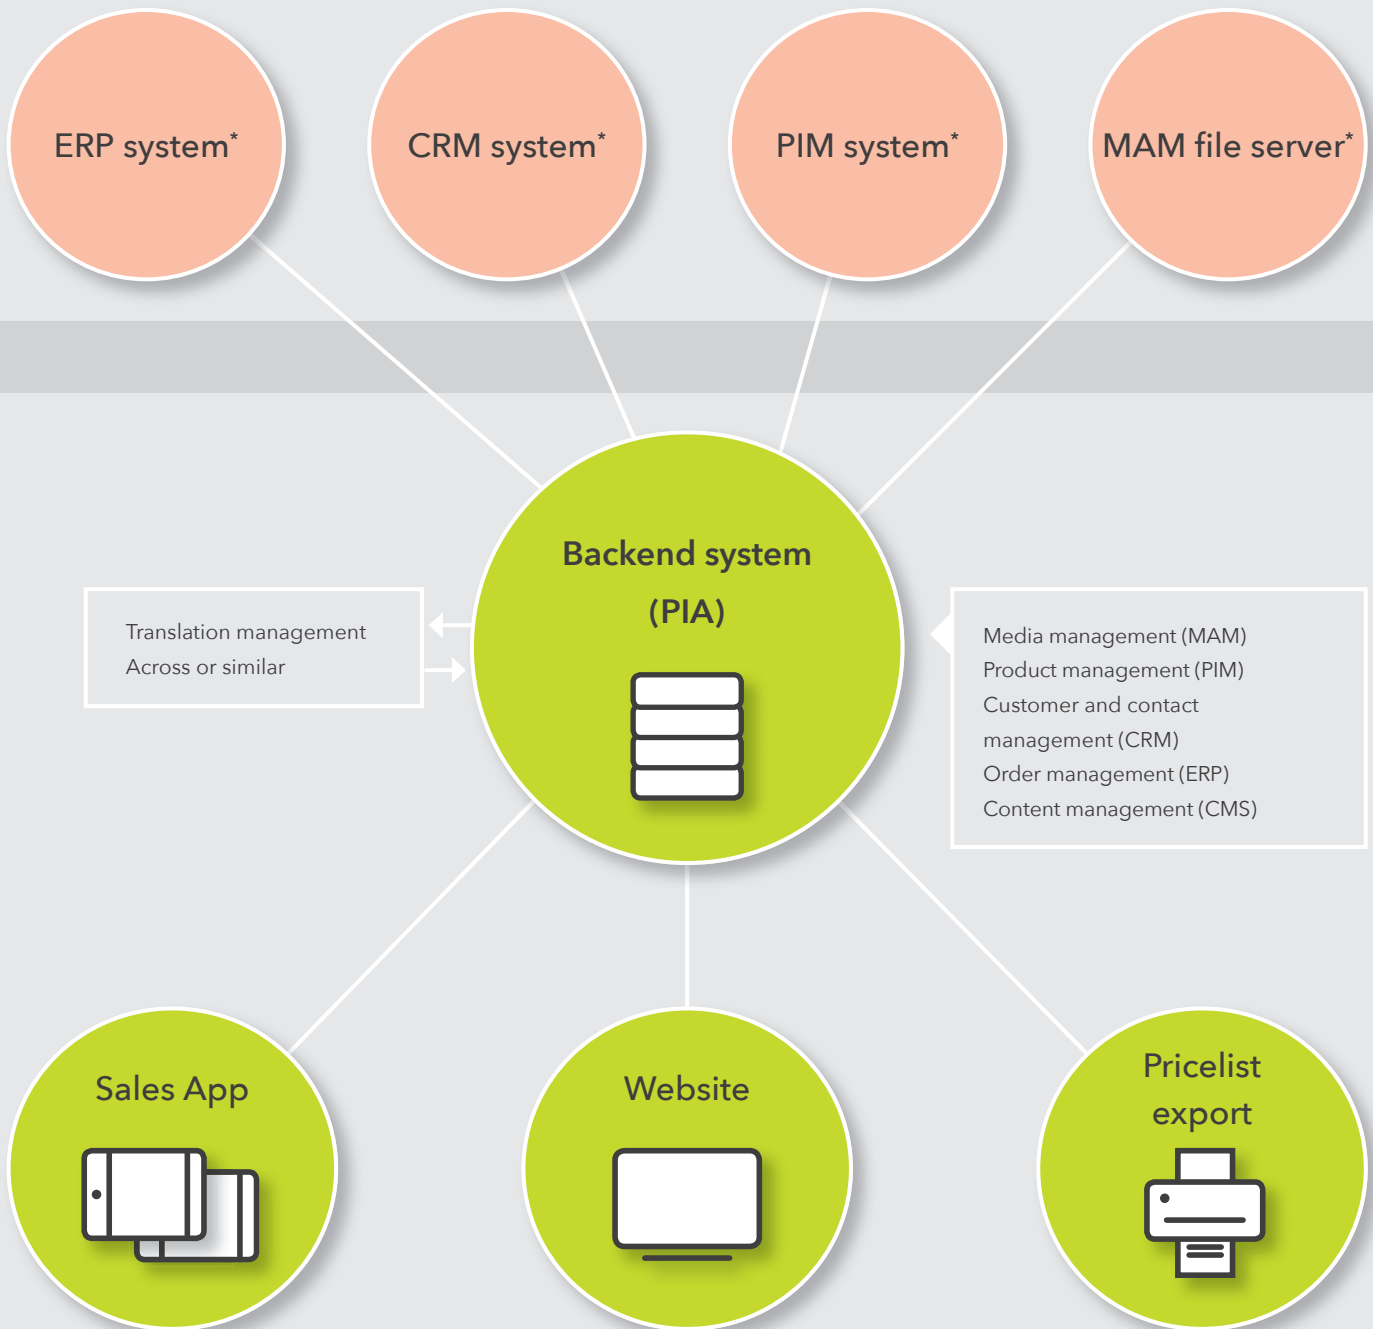 ERP system*
CRM system*
PIM system*
MAM file server*
Backend system
(PIA)
Translation management
Across or similar
Media management (MAM)
Product management (PIM)
Customer and contact
management (CRM)
Order management (ERP)
Content management (CMS)
Sales App
Website
Pricelist
export